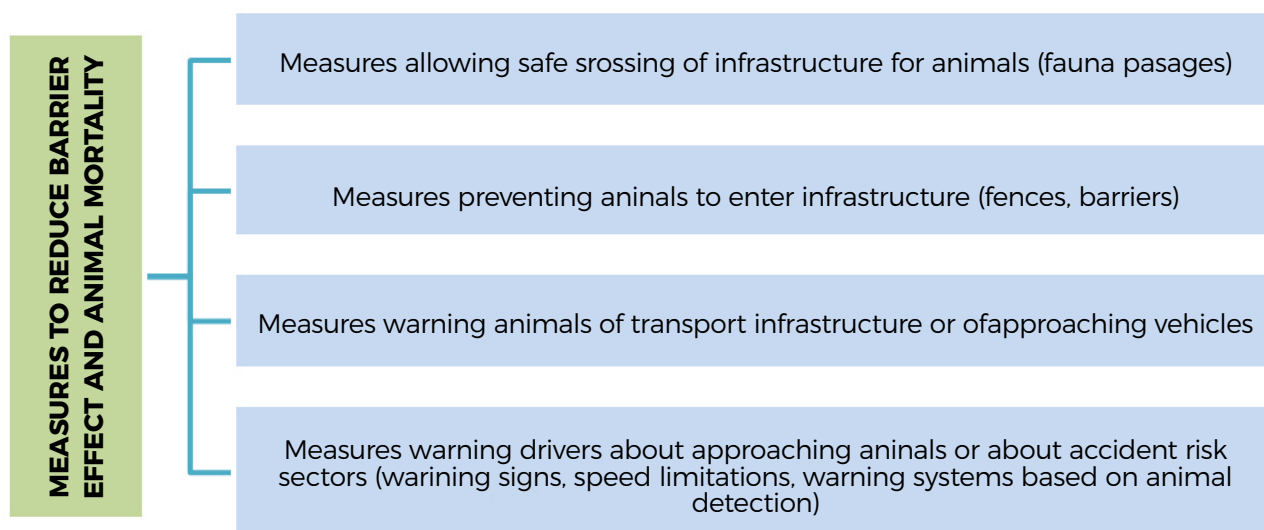 MEASURES TO REDUCE BARRIER
EFFECT AND ANIMAL MORTALITY
Measures allowing safe srossing of infrastructure for animals (fauna pasages)
Measures preventing aninals to enter infrastructure (fences, barriers)
Measures warning animals of transport infrastructure or ofapproaching vehicles
Measures warning drivers about approaching aninals or about accident risk
sectors (warining signs, speed limitations, warning systems based on animal
detection)